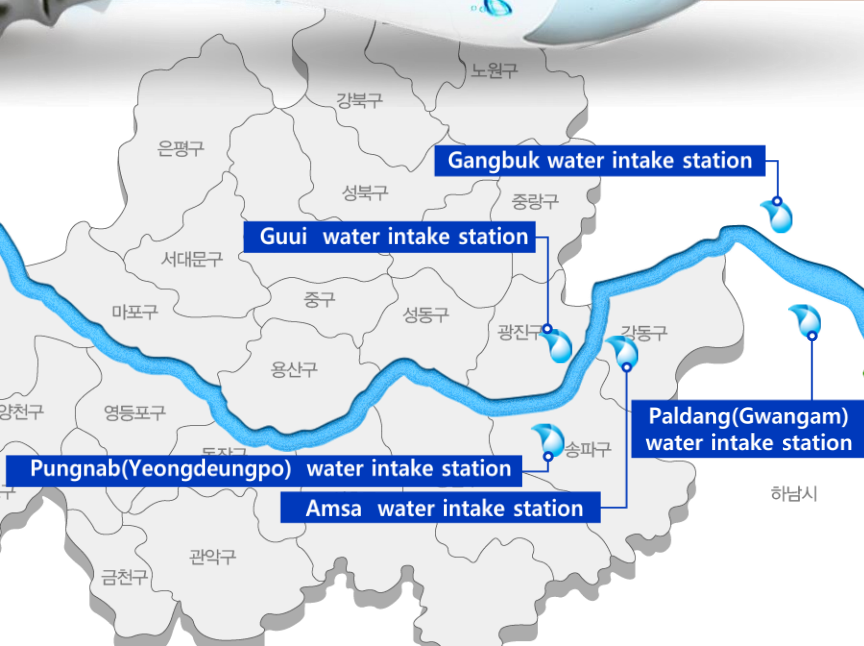 노원구
강북구
은평구
Gangbuk water intake station
성북구
중랑구
Guui water intake station
서대문구
중구
마포구
성동구
광진구
강동구
용산구
양천구
영등포구
Paldang(Gwangam)
water intake station
송파구
Pungnab(Yeongdeungpo) water intake station
하남시
Amsa water intake station
관악구
금천구